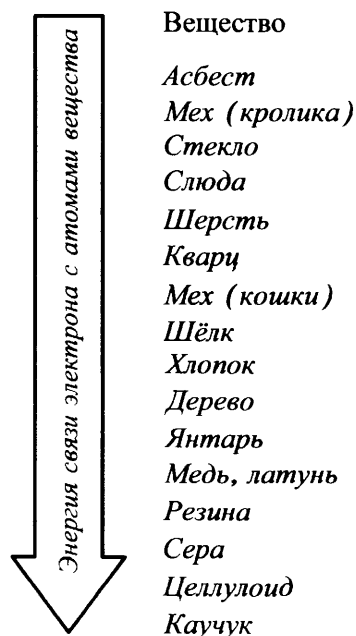 Энергия связи электрона с атомами вещества
Вещество
Асбест
Мех (кролика)
Стекло
Слюда
Шерсть
Кварц
Мех (кошки)
Шёлк
Хлопок
Дерево
Янтарь
Медь, латунь
Резина
Сера
Целлулоид
Каучук